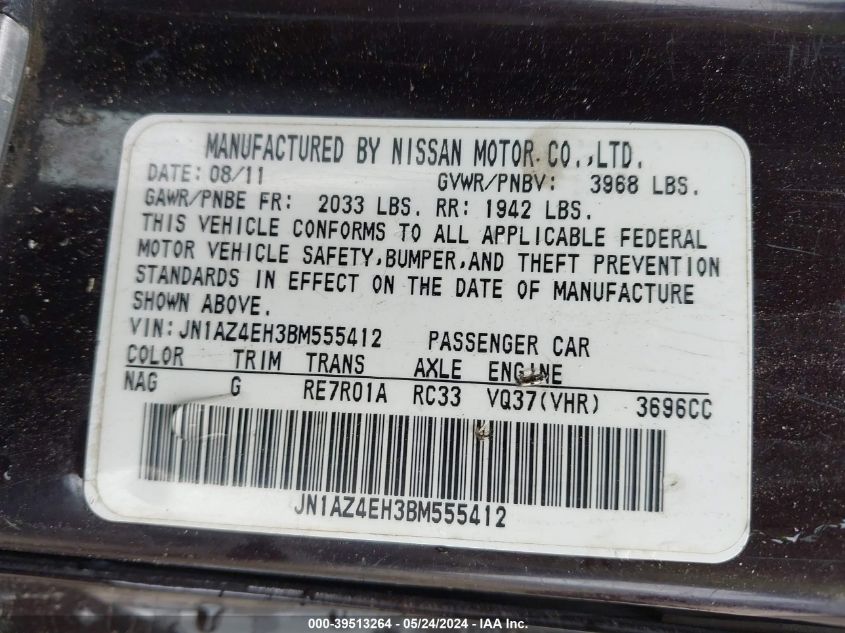 MANUFACTURED BY NISSAN MOTOR CO.,LTD.
DATE: 08/11 GVWR/PNBV: 3968 LBS.
GAWR/PNBE FR: 2033 LBS. RR: 1942 LBS.
THIS VEHICLE CONFORMS TO ALL APPLICABLE FEDERAL
MOTOR VEHICLE SAFETY,BUMPER,AND THEFT PREVENTION
STANDARDS IN EFFECT ON THE DATE OF MANUFACTURE
SHOWN ABOVE.
VIN:JN1AZ4EH3BM555412 PASSENGER CAR
COLOR TRIM TRANS AXLE ENGINE
NAG G RE7R01A RC33 VQ37(VHR) 3696CC
JN1AZ4EH3BM555412
000-39513264 - 05/24/2024 - IAA Inc.